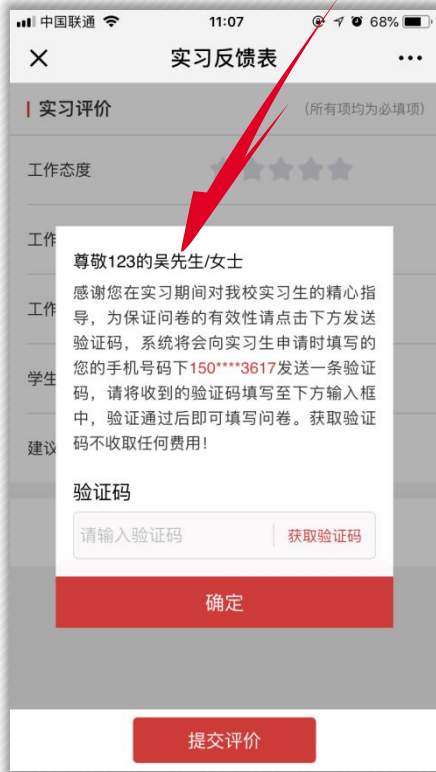 中国联通 11:07 68%
实习反馈表
实习评价 (所有项均为必填项)
工作态度
工作
尊敬123的吴先生/女士
感谢您在实习期间对我校实习生的精心指
导，为保证问卷的有效性请点击下方发送
验证码，系统将会向实习生申请时填写的
工作
您的手机号码下150****3617发送一条验证
学生
码，请将收到的验证码填写至下方输入框
中，验证通过后即可填写问卷。获取验证
建议
码不收取任何费用！
验证码
请输入验证码 获取验证码
确定
提交评价